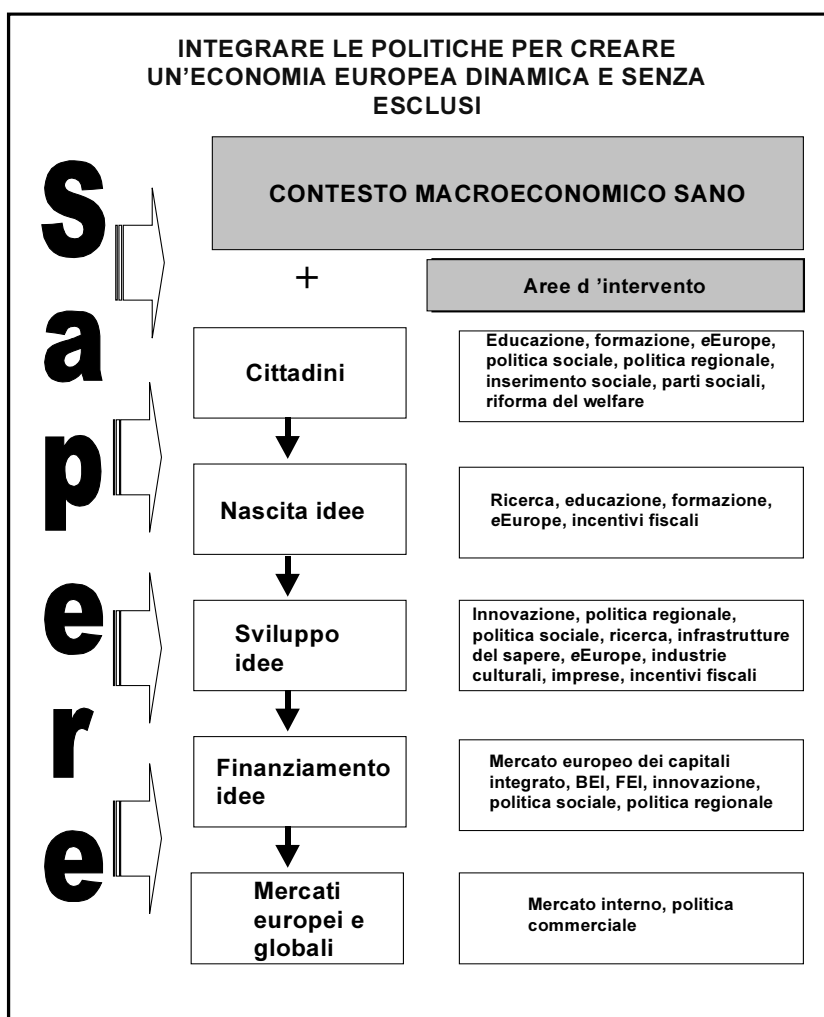 INTEGRARE LE POLITICHE PER CREARE
UN'ECONOMIA EUROPEA DINAMICA E SENZA
ESCLUSI
Sapere
CONTESTO MACROECONOMICO SANO
+
Aree d 'intervento
Cittadini
Educazione, formazione, eEurope,
politica sociale, politica regionale,
inserimento sociale, parti sociali,
riforma del welfare
Nascita idee
Ricerca, educazione, formazione,
eEurope, incentivi fiscali
Sviluppo
idee
Innovazione, politica regionale,
politica sociale, ricerca, infrastrutture
del sapere, eEurope, industrie
culturali, imprese, incentivi fiscali
Finanziamento
idee
Mercato europeo dei capitali
integrato, BEI, FEI, innovazione,
politica sociale, politica regionale
Mercati
europei e
globali
Mercato interno, politica
commerciale